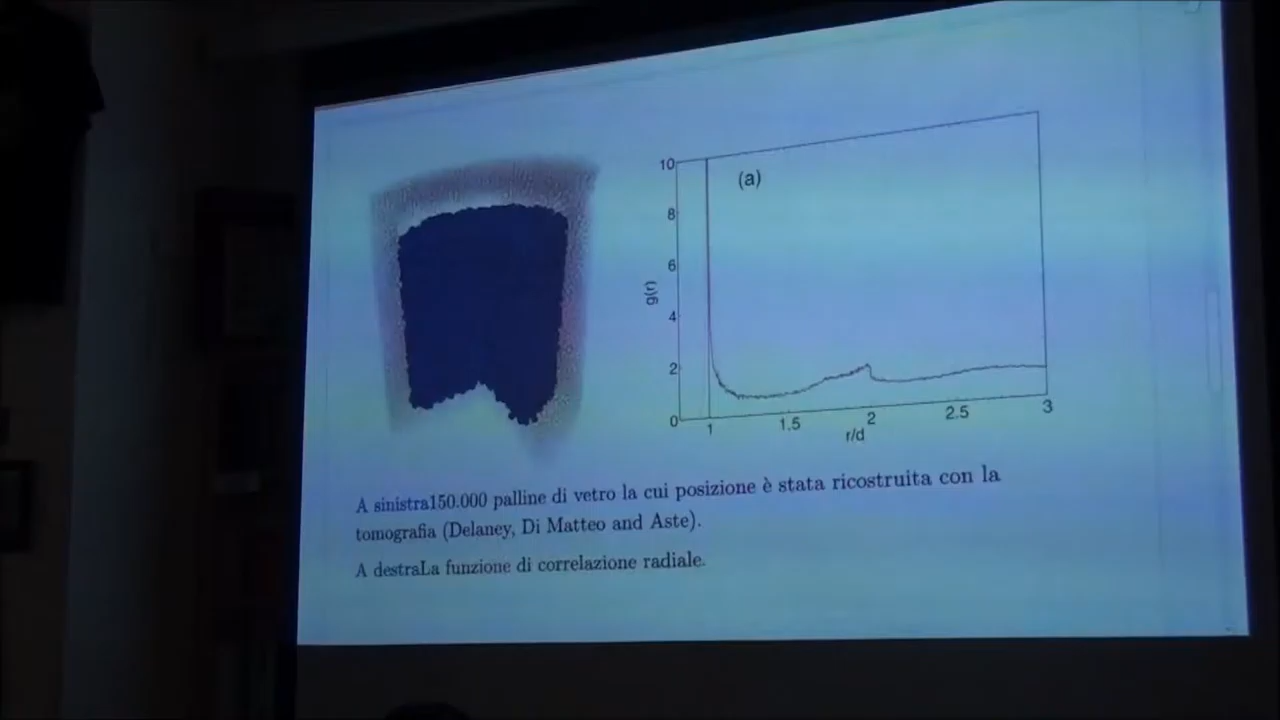 (a)
10
8
6
4
2
0
g(r)
1
1.5
2
2.5
3
r/d
A sinistra150.000 palline di vetro la cui posizione è stata ricostruita con la
tomografia (Delaney, Di Matteo and Aste).
A destraLa funzione di correlazione radiale.